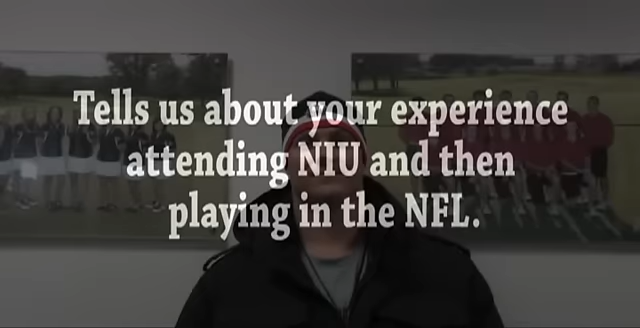 Tells us about your experience
attending NIU and then
playing in the NFL.